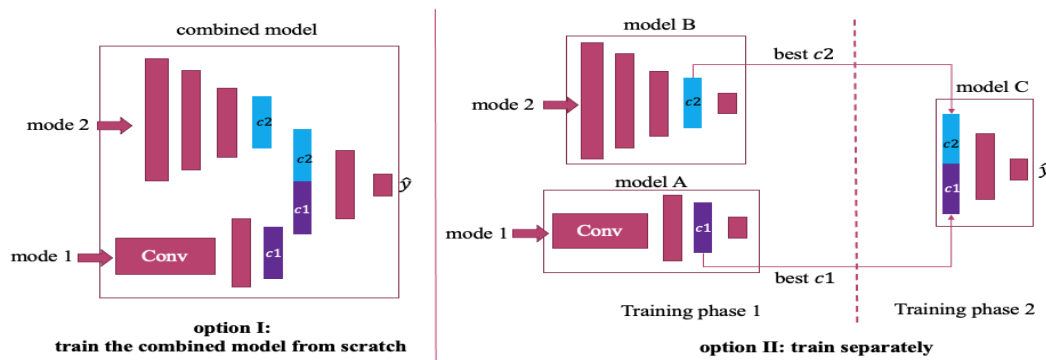 combined model
mode 2
c2
c2
c1
ŷ
mode 1
Conv
c1
option I:
train the combined model from scratch
model B
mode 2
c2
best c2
model A
mode 1
Conv
c1
best c1
Training phase 1
model C
c2
c1
ŷ
Training phase 2
option II: train separately